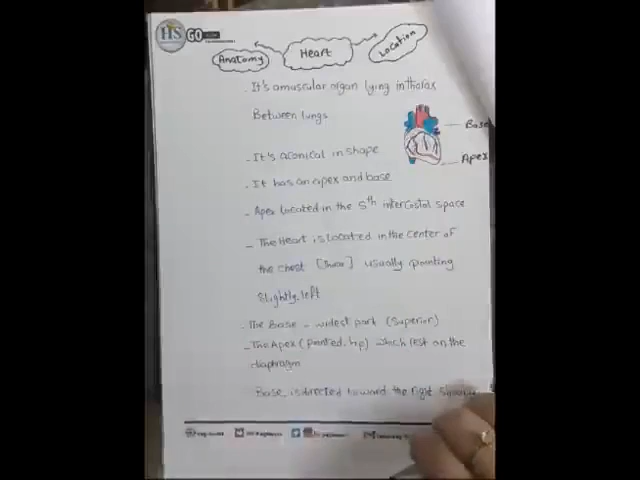 HS GO
Anatomy Heart Location
. It's a muscular organ lying in thorax
Between lungs
- It's a conical in shape
Base
Apex
- It has an apex and base
- Apex located in the 5th intercostal space
- The Heart is located in the center of
the chest usually pointing
slightly left
- The Base - widest part (superior)
- The Apex (pointed tip) which rest on the
diaphragm
Base is directed toward the right